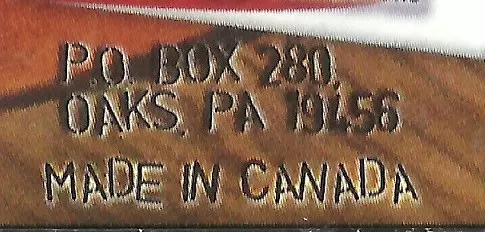 P.O. BOX 280,
OAKS, PA 19456
MADE IN CANADA